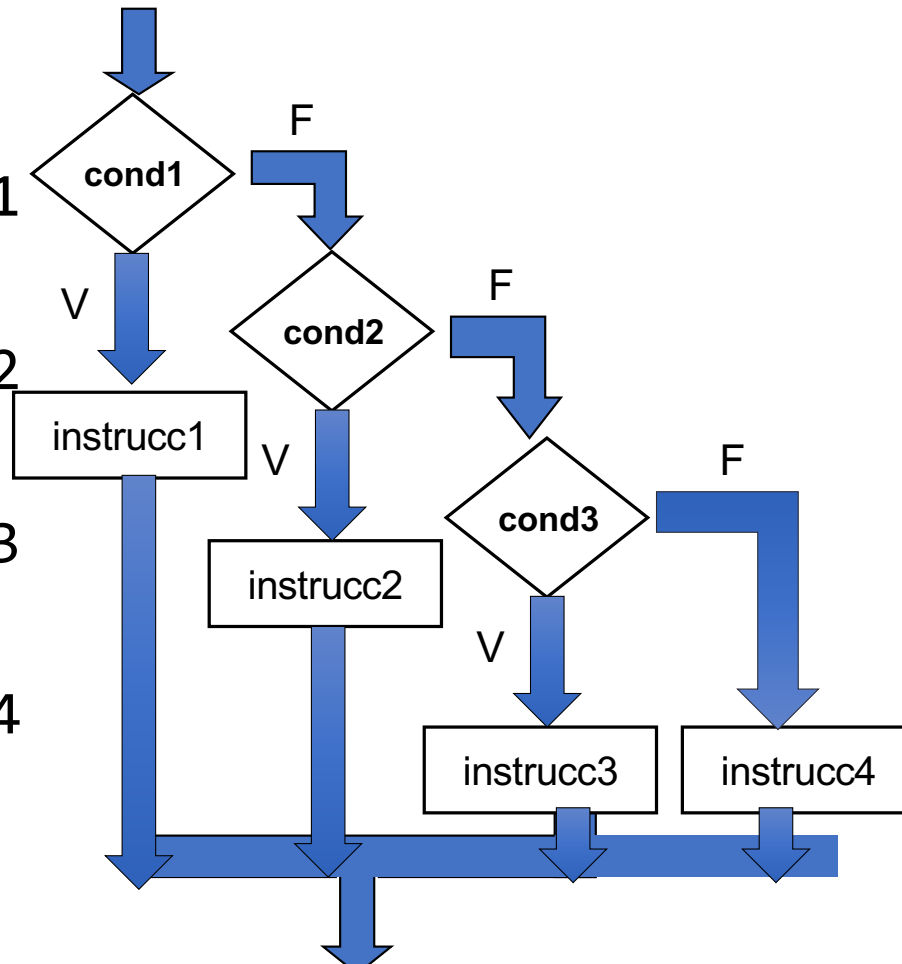 F
cond1
1
F
V
cond2
2
instrucc1
V
F
cond3
3
instrucc2
V
4
instrucc3
instrucc4